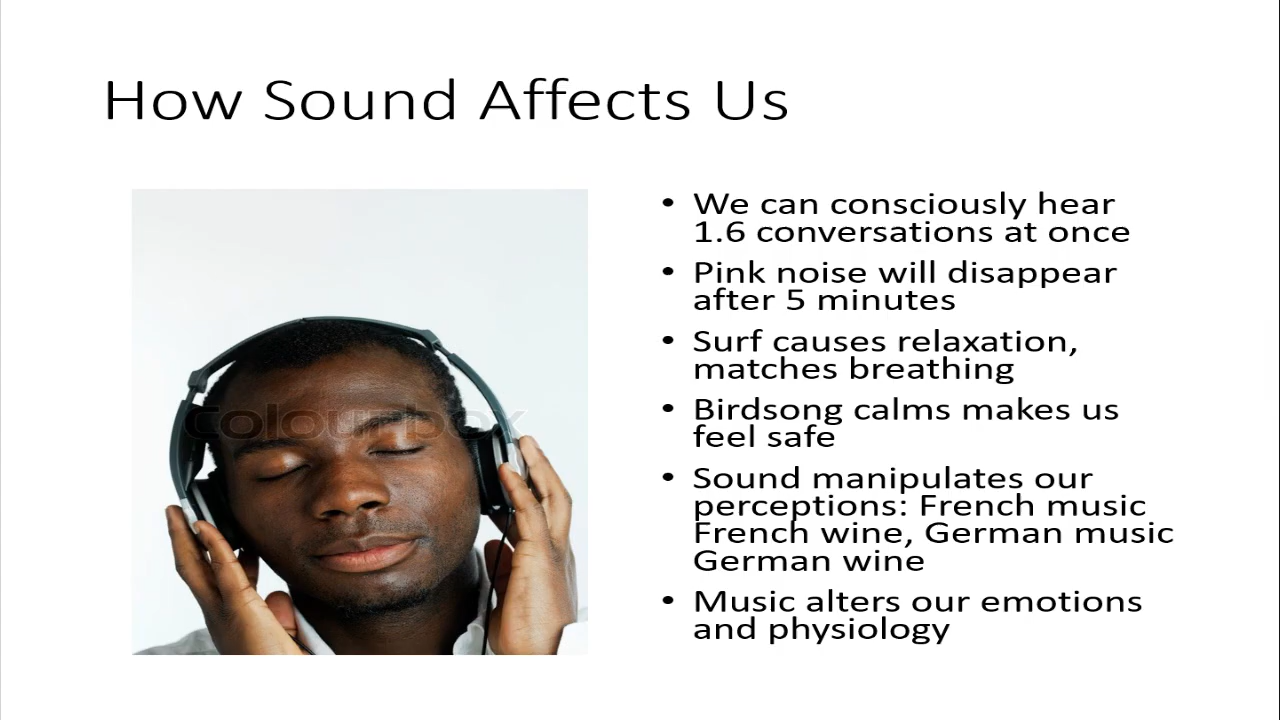 How Sound Affects Us
• We can consciously hear
1.6 conversations at once
• Pink noise will disappear
after 5 minutes
• Surf causes relaxation,
matches breathing
• Birdsong calms makes us
feel safe
• Sound manipulates our
perceptions: French music
French wine, German music
German wine
• Music alters our emotions
and physiology
Colourbox